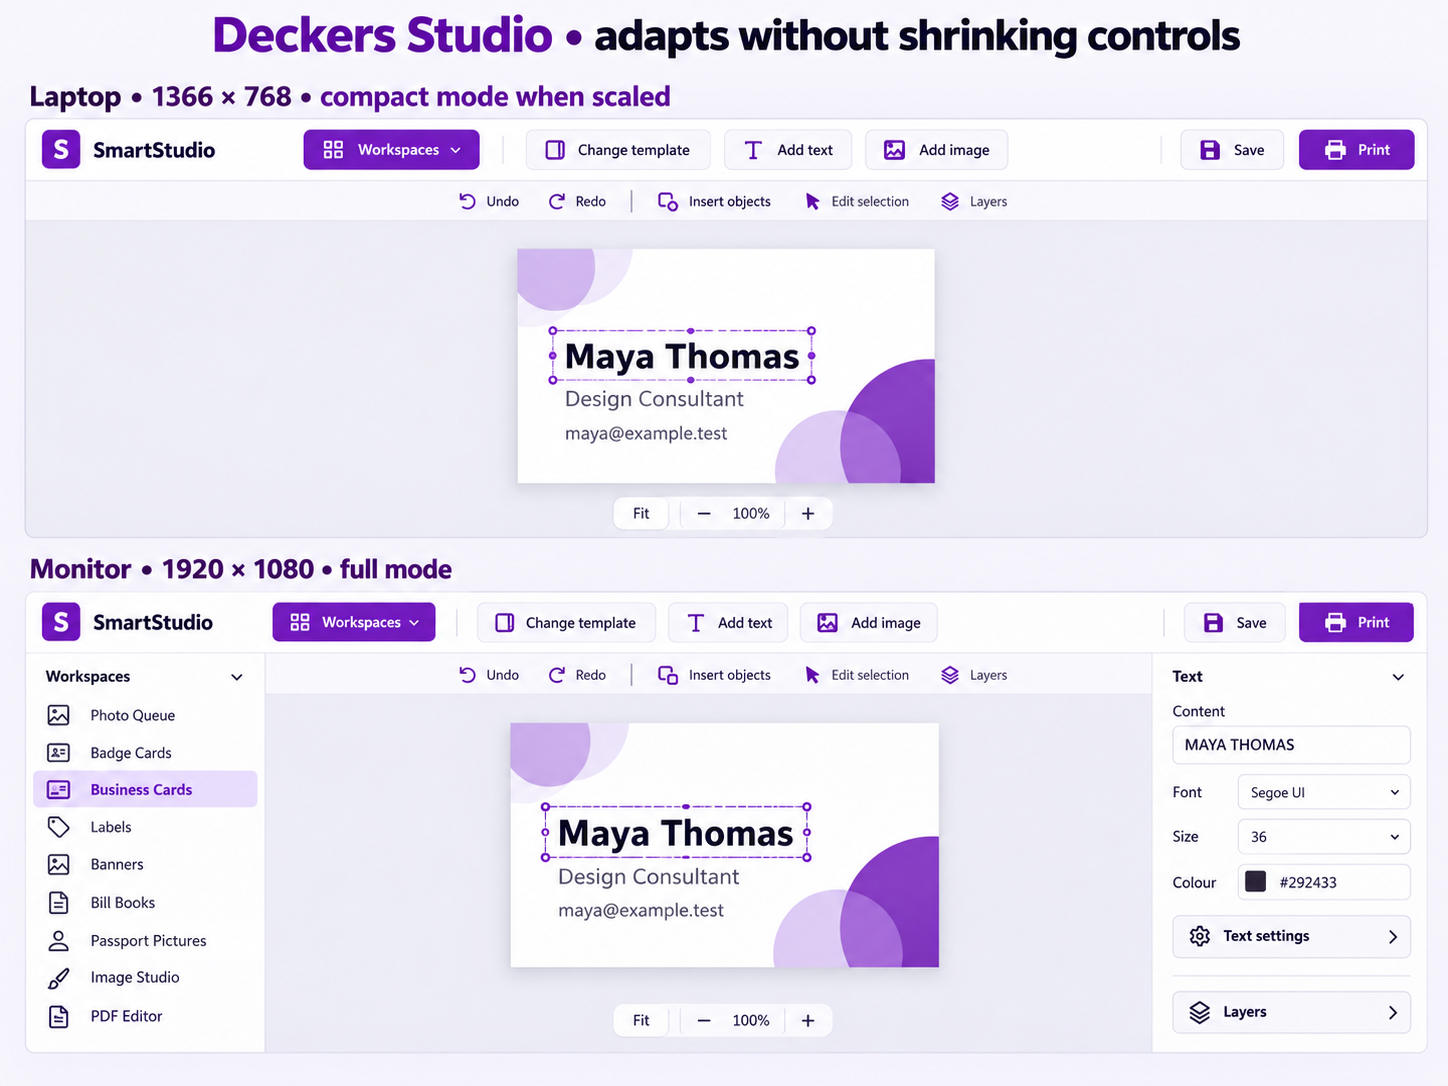 Deckers Studio • adapts without shrinking controls
Laptop • 1366 × 768 • compact mode when scaled
S SmartStudio Workspaces Change template Add text Add image Save Print
Undo Redo Insert objects Edit selection Layers
Maya Thomas
Design Consultant
maya@example.test
Fit − 100% +
Monitor • 1920 × 1080 • full mode
S SmartStudio Workspaces Change template Add text Add image Save Print
Workspaces
Photo Queue
Badge Cards
Business Cards
Labels
Banners
Bill Books
Passport Pictures
Image Studio
PDF Editor
Undo Redo Insert objects Edit selection Layers
Maya Thomas
Design Consultant
maya@example.test
Fit − 100% +
Text
Content
MAYA THOMAS
Font Segoe UI
Size 36
Colour #292433
Text settings
Layers